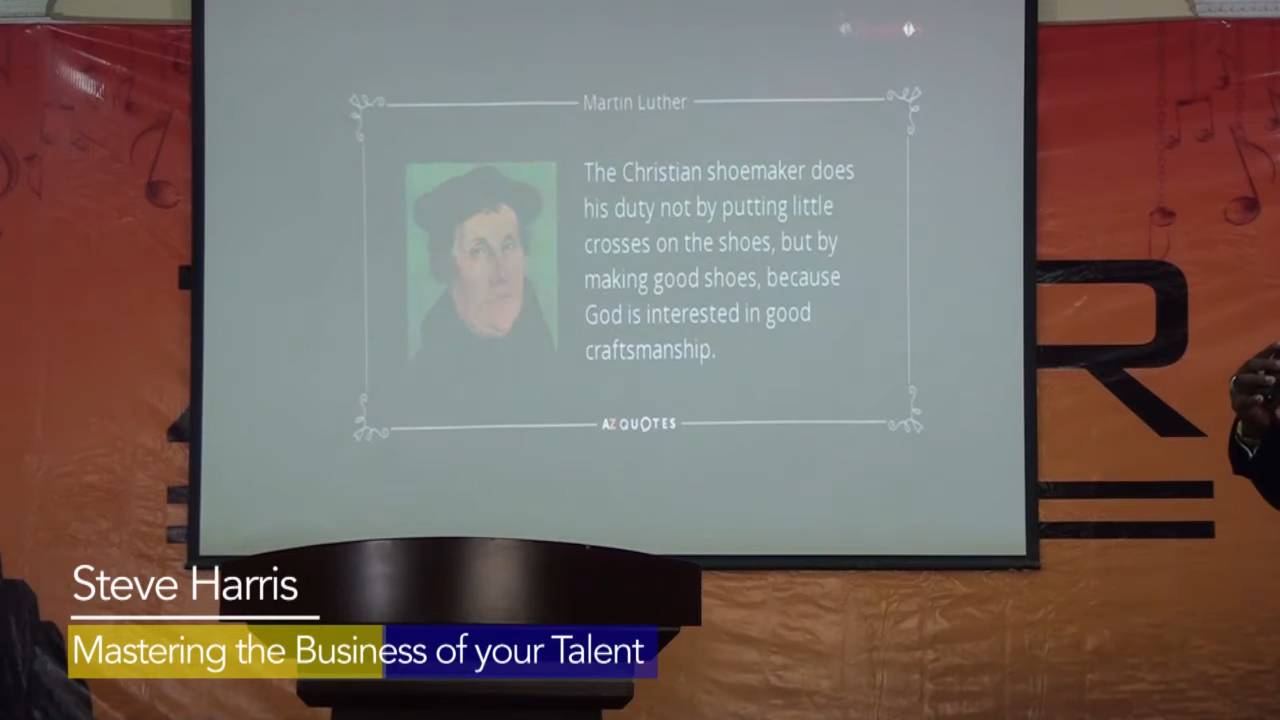 Martin Luther
The Christian shoemaker does
his duty not by putting little
crosses on the shoes, but by
making good shoes, because
God is interested in good
craftsmanship.
AZ QUOTES
R
Steve Harris
Mastering the Business of your Talent